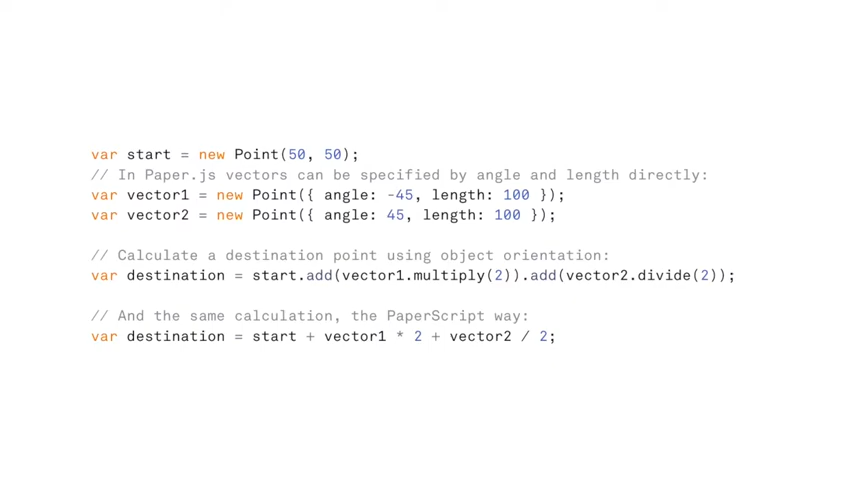 var start = new Point(50, 50);
// In Paper.js vectors can be specified by angle and length directly:
var vector1 = new Point({ angle: -45, length: 100 });
var vector2 = new Point({ angle: 45, length: 100 });
// Calculate a destination point using object orientation:
var destination = start.add(vector1.multiply(2)).add(vector2.divide(2));
// And the same calculation, the PaperScript way:
var destination = start + vector1 * 2 + vector2 / 2;